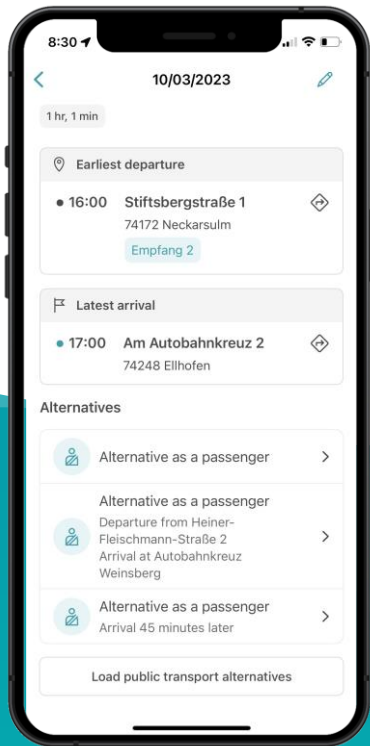 8:30
10/03/2023
1 hr, 1 min
Earliest departure
16:00 Stiftsbergstraße 1
74172 Neckarsulm
Empfang 2
Latest arrival
17:00 Am Autobahnkreuz 2
74248 Ellhofen
Alternatives
Alternative as a passenger
Alternative as a passenger
Departure from Heiner-
Fleischmann-Straße 2
Arrival at Autobahnkreuz
Weinsberg
Alternative as a passenger
Arrival 45 minutes later
Load public transport alternatives